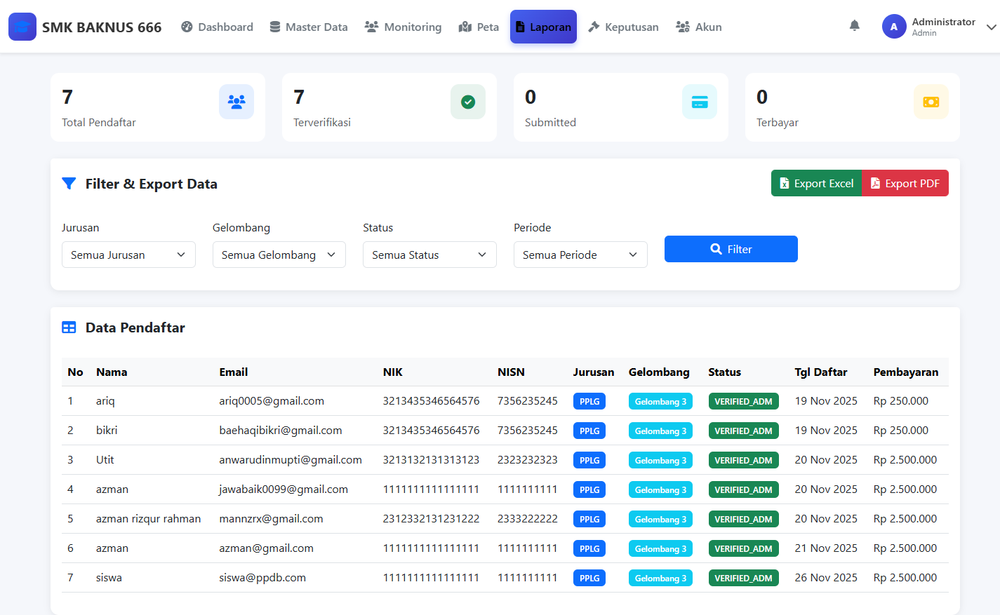 SMK BAKNUS 666 Dashboard Master Data Monitoring Peta Laporan Keputusan Akun A Administrator
Admin
7 7 0 0
Total Pendaftar Terverifikasi Submitted Terbayar
Filter & Export Data Export Excel Export PDF
Jurusan Gelombang Status Periode
Semua Jurusan Semua Gelombang Semua Status Semua Periode Filter
Data Pendaftar
No Nama Email NIK NISN Jurusan Gelombang Status Tgl Daftar Pembayaran
1 ariq ariq0005@gmail.com 3213435346564576 7356235245 PPLG Gelombang 3 VERIFIED_ADM 19 Nov 2025 Rp 250.000
2 bikri baehaqibikri@gmail.com 3213435346564576 7356235245 PPLG Gelombang 3 VERIFIED_ADM 19 Nov 2025 Rp 250.000
3 Utit anwarudinmupti@gmail.com 3213132131313123 2323232323 PPLG Gelombang 3 VERIFIED_ADM 20 Nov 2025 Rp 2.500.000
4 azman jawabaik0099@gmail.com 1111111111111111 1111111111 PPLG Gelombang 3 VERIFIED_ADM 20 Nov 2025 Rp 2.500.000
5 azman rizqur rahman mannzrx@gmail.com 2312332131231222 2333222222 PPLG Gelombang 3 VERIFIED_ADM 20 Nov 2025 Rp 2.500.000
6 azman azman@gmail.com 1111111111111111 1111111111 PPLG Gelombang 3 VERIFIED_ADM 21 Nov 2025 Rp 2.500.000
7 siswa siswa@ppdb.com 1111111111111111 1111111111 PPLG Gelombang 3 VERIFIED_ADM 26 Nov 2025 Rp 2.500.000